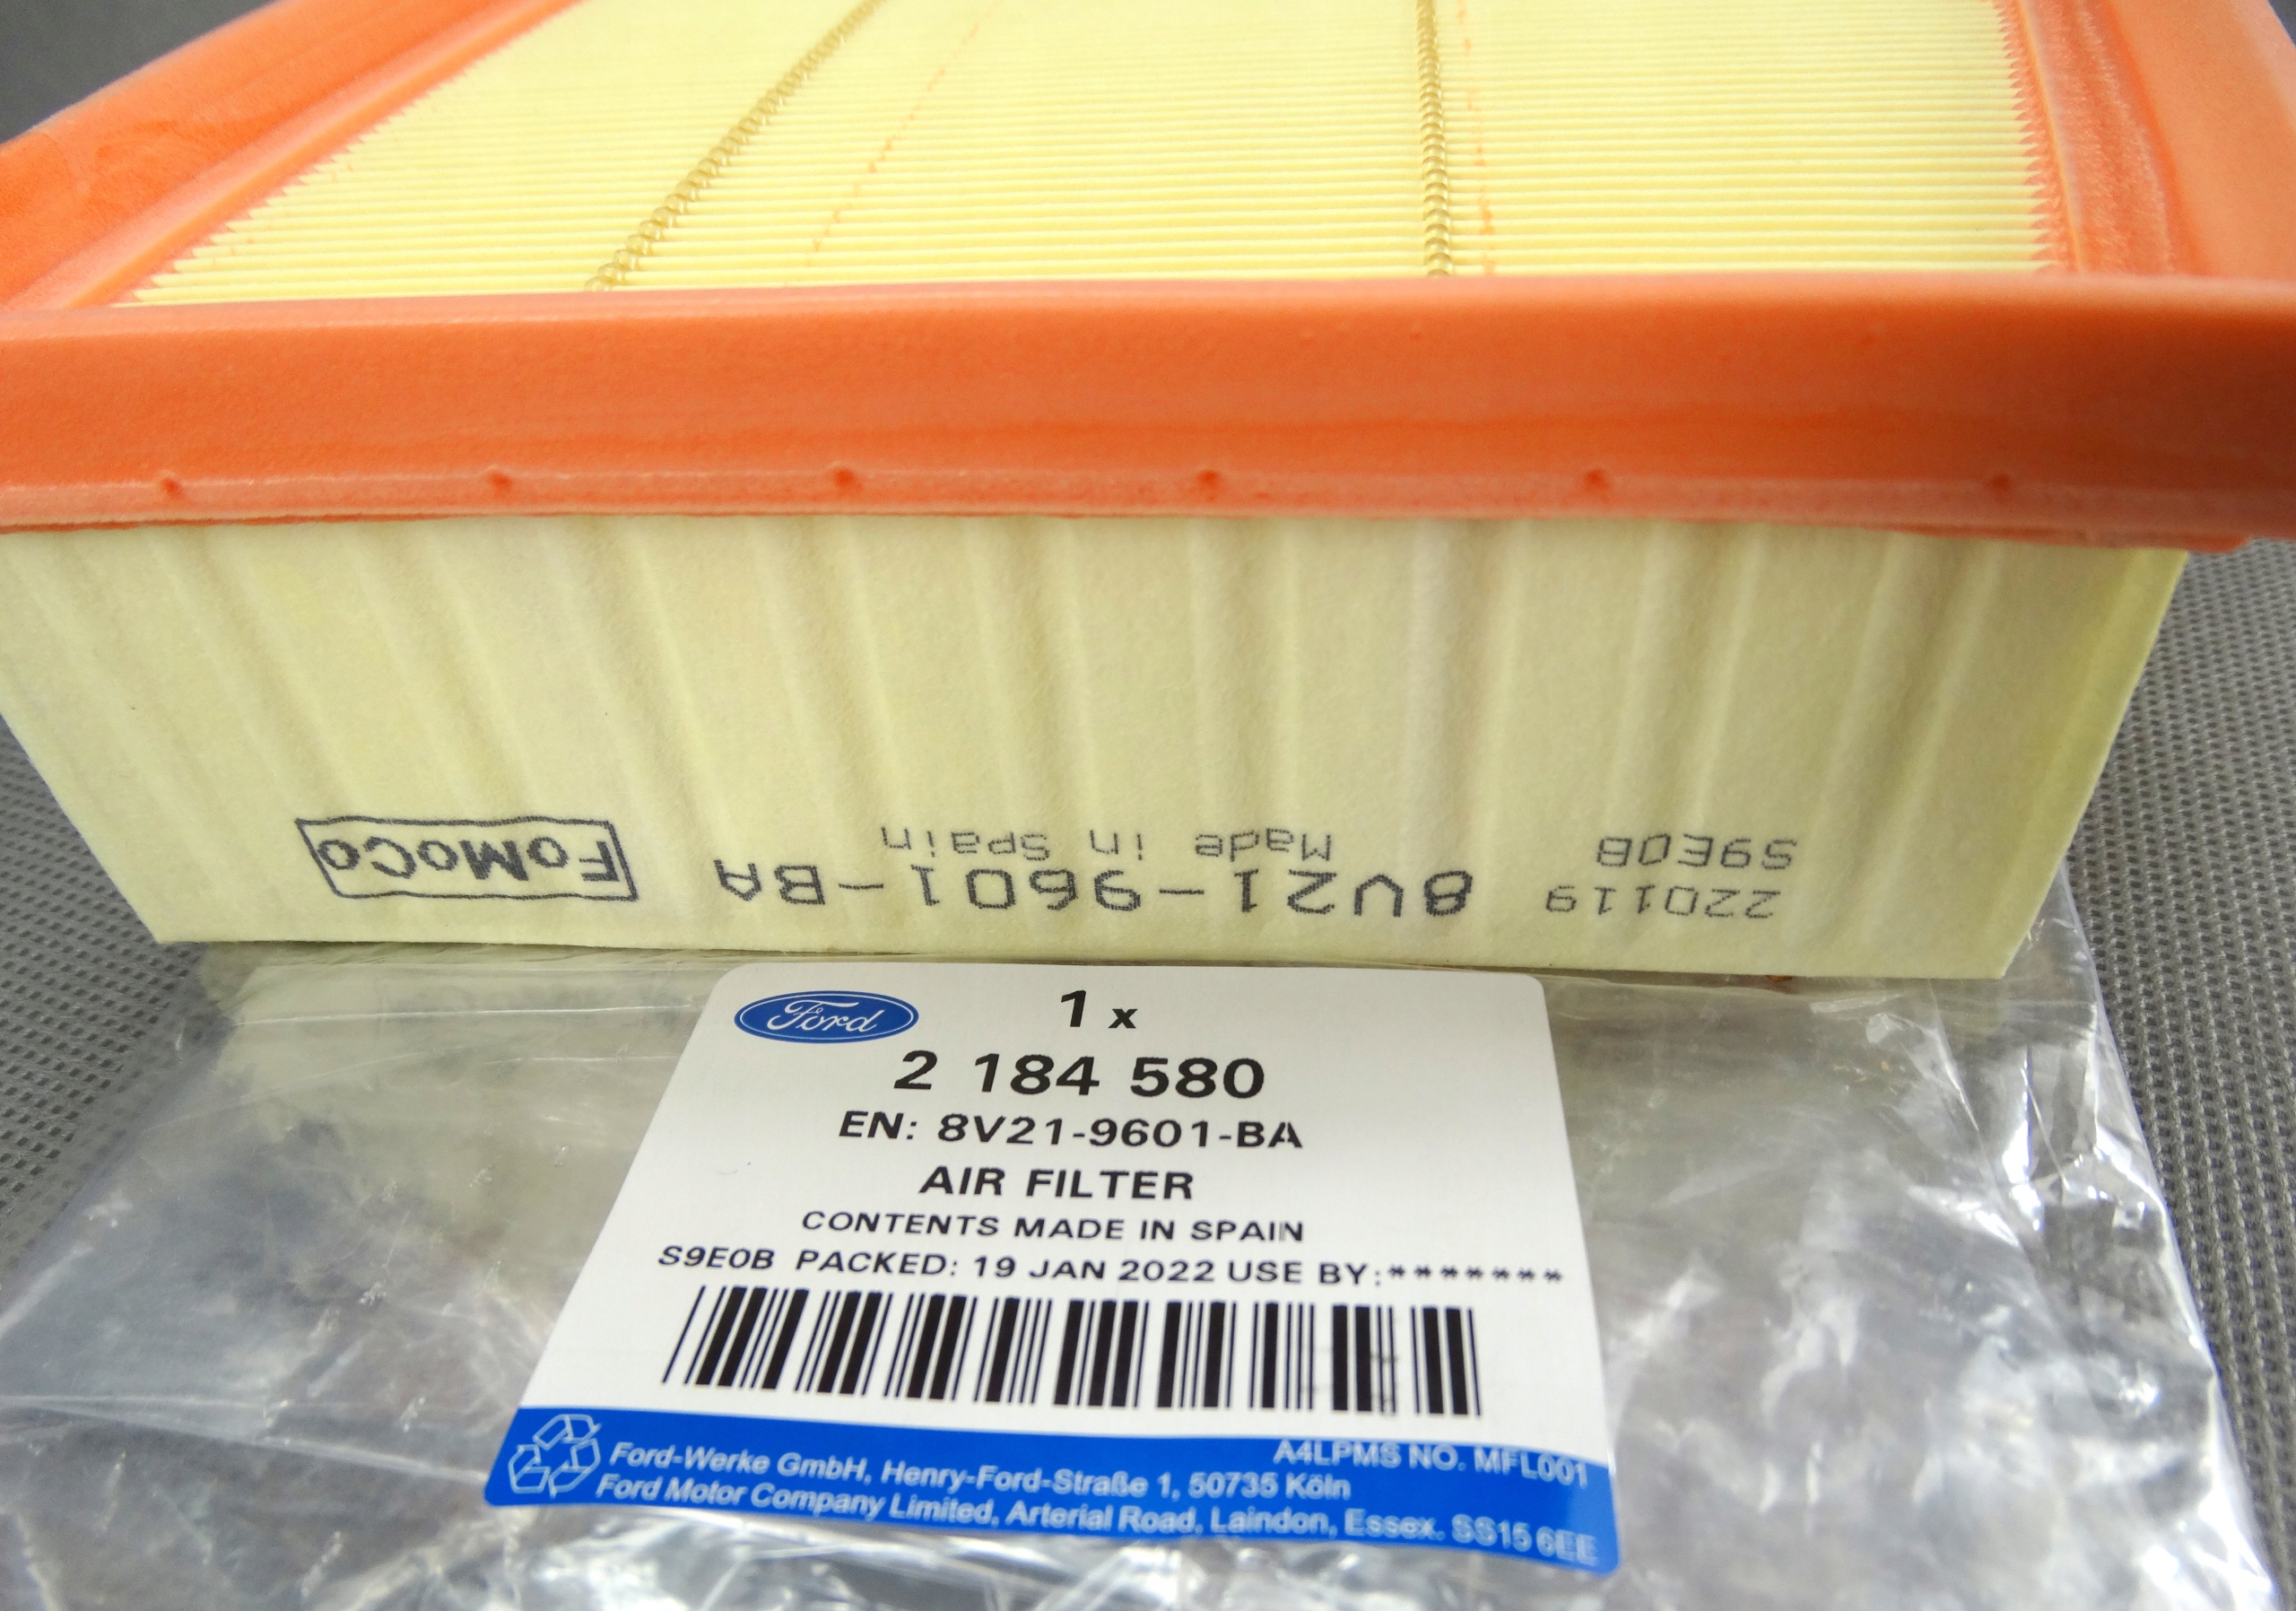 FoMoCo
8V21-9601-BA
Made in Spain
220119
S9E0B
Ford
1 x
2 184 580
EN: 8V21-9601-BA
AIR FILTER
CONTENTS MADE IN SPAIN
S9E0B PACKED: 19 JAN 2022 USE BY:*******
A4LPMS NO. MFL001
Ford-Werke GmbH, Henry-Ford-Straße 1, 50735 Köln
Ford Motor Company Limited, Arterial Road, Laindon, Essex. SS15 6EE